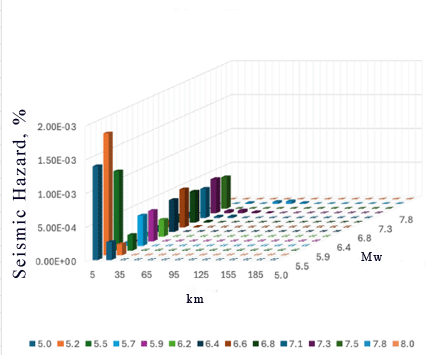 Seismic Hazard, %
2.00E-03
1.50E-03
1.00E-03
5.00E-04
0.00E+00
5 35 65 95 125 155 185
5.0 5.5 5.9 6.4 6.8 7.3 7.8
Mw
km
5.0 5.2 5.5 5.7 5.9 6.2 6.4 6.6 6.8 7.1 7.3 7.5 7.8 8.0